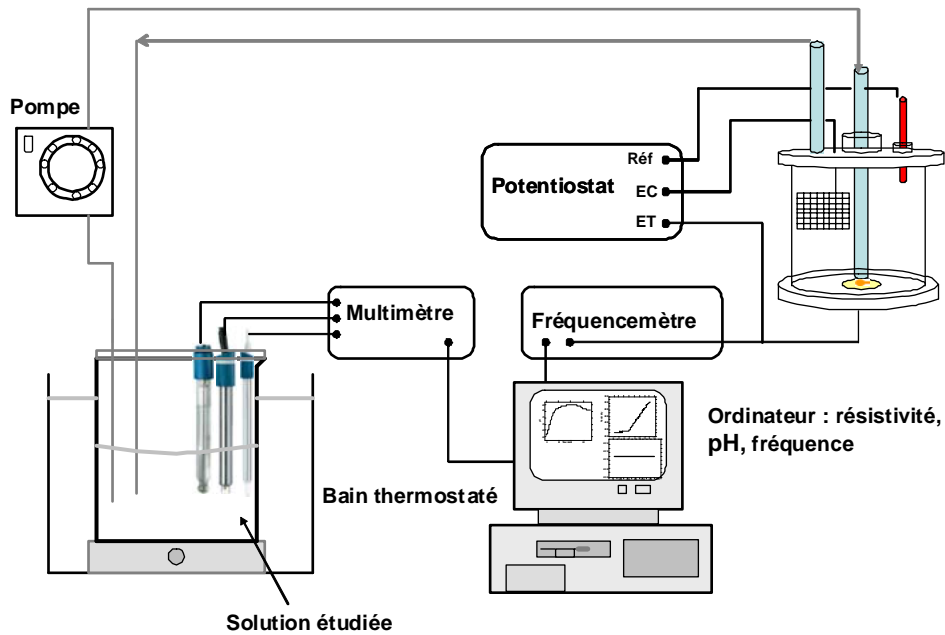 Pompe
Réf
Potentiostat
EC
ET
Multimètre
Fréquencemètre
Ordinateur : résistivité,
pH, fréquence
Bain thermostaté
Solution étudiée